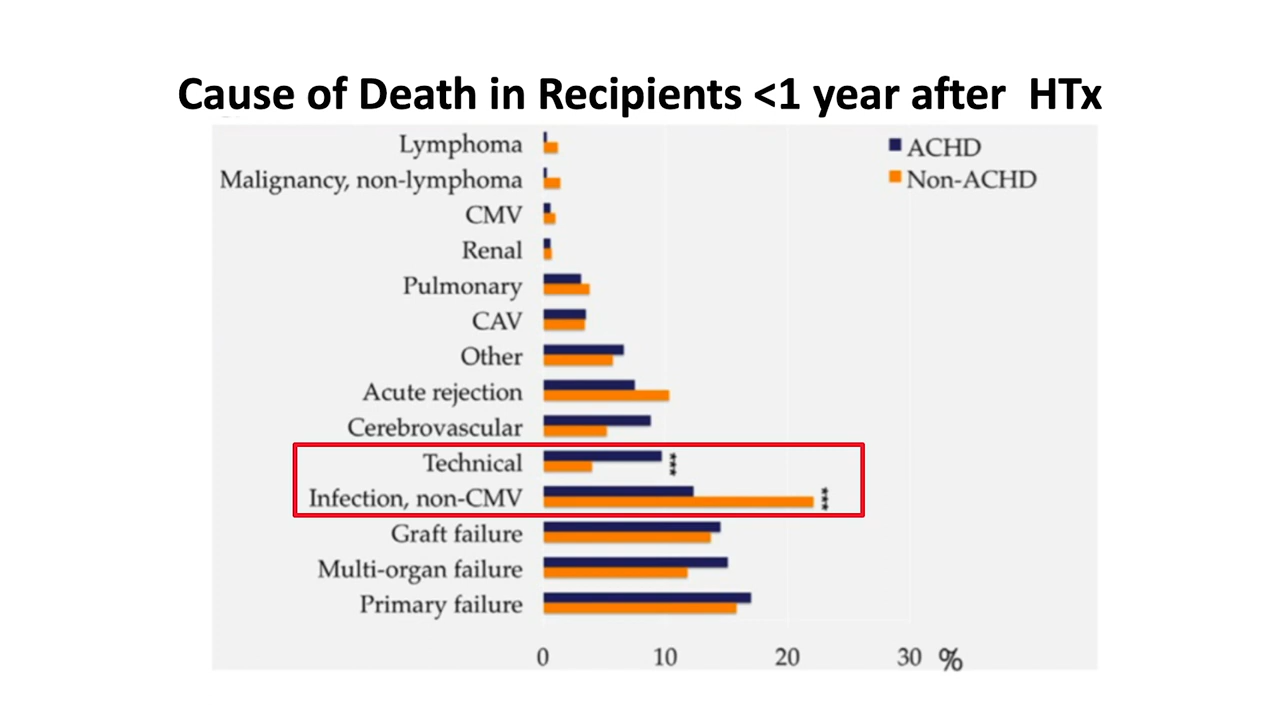 Cause of Death in Recipients <1 year after HTx
ACHD
Non-ACHD
Lymphoma
Malignancy, non-lymphoma
CMV
Renal
Pulmonary
CAV
Other
Acute rejection
Cerebrovascular
Technical ***
Infection, non-CMV ***
Graft failure
Multi-organ failure
Primary failure
0 10 20 30 %